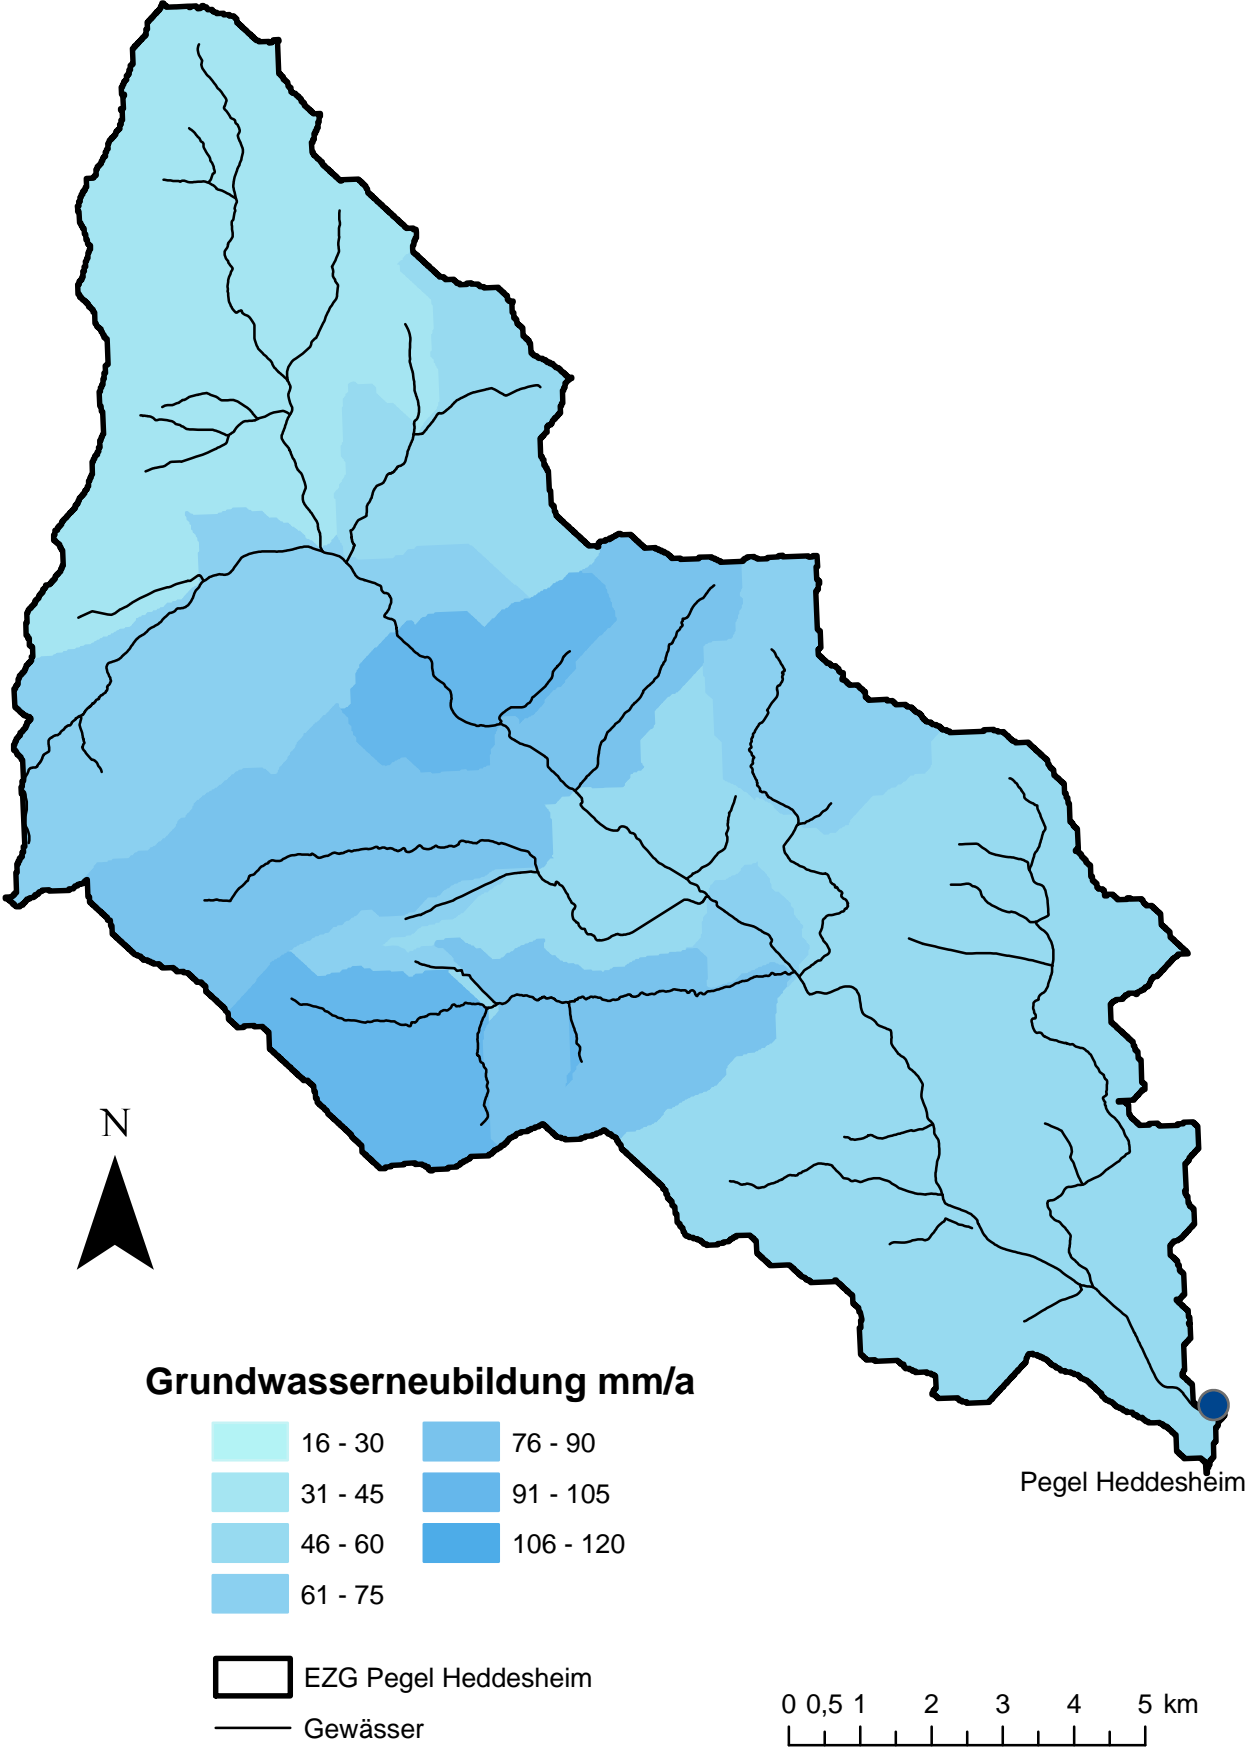 N
Grundwasserneubildung mm/a
16 - 30
31 - 45
46 - 60
61 - 75
76 - 90
91 - 105
106 - 120
Pegel Heddesheim
EZG Pegel Heddesheim
Gewässer
0 0,5 1 2 3 4 5 km